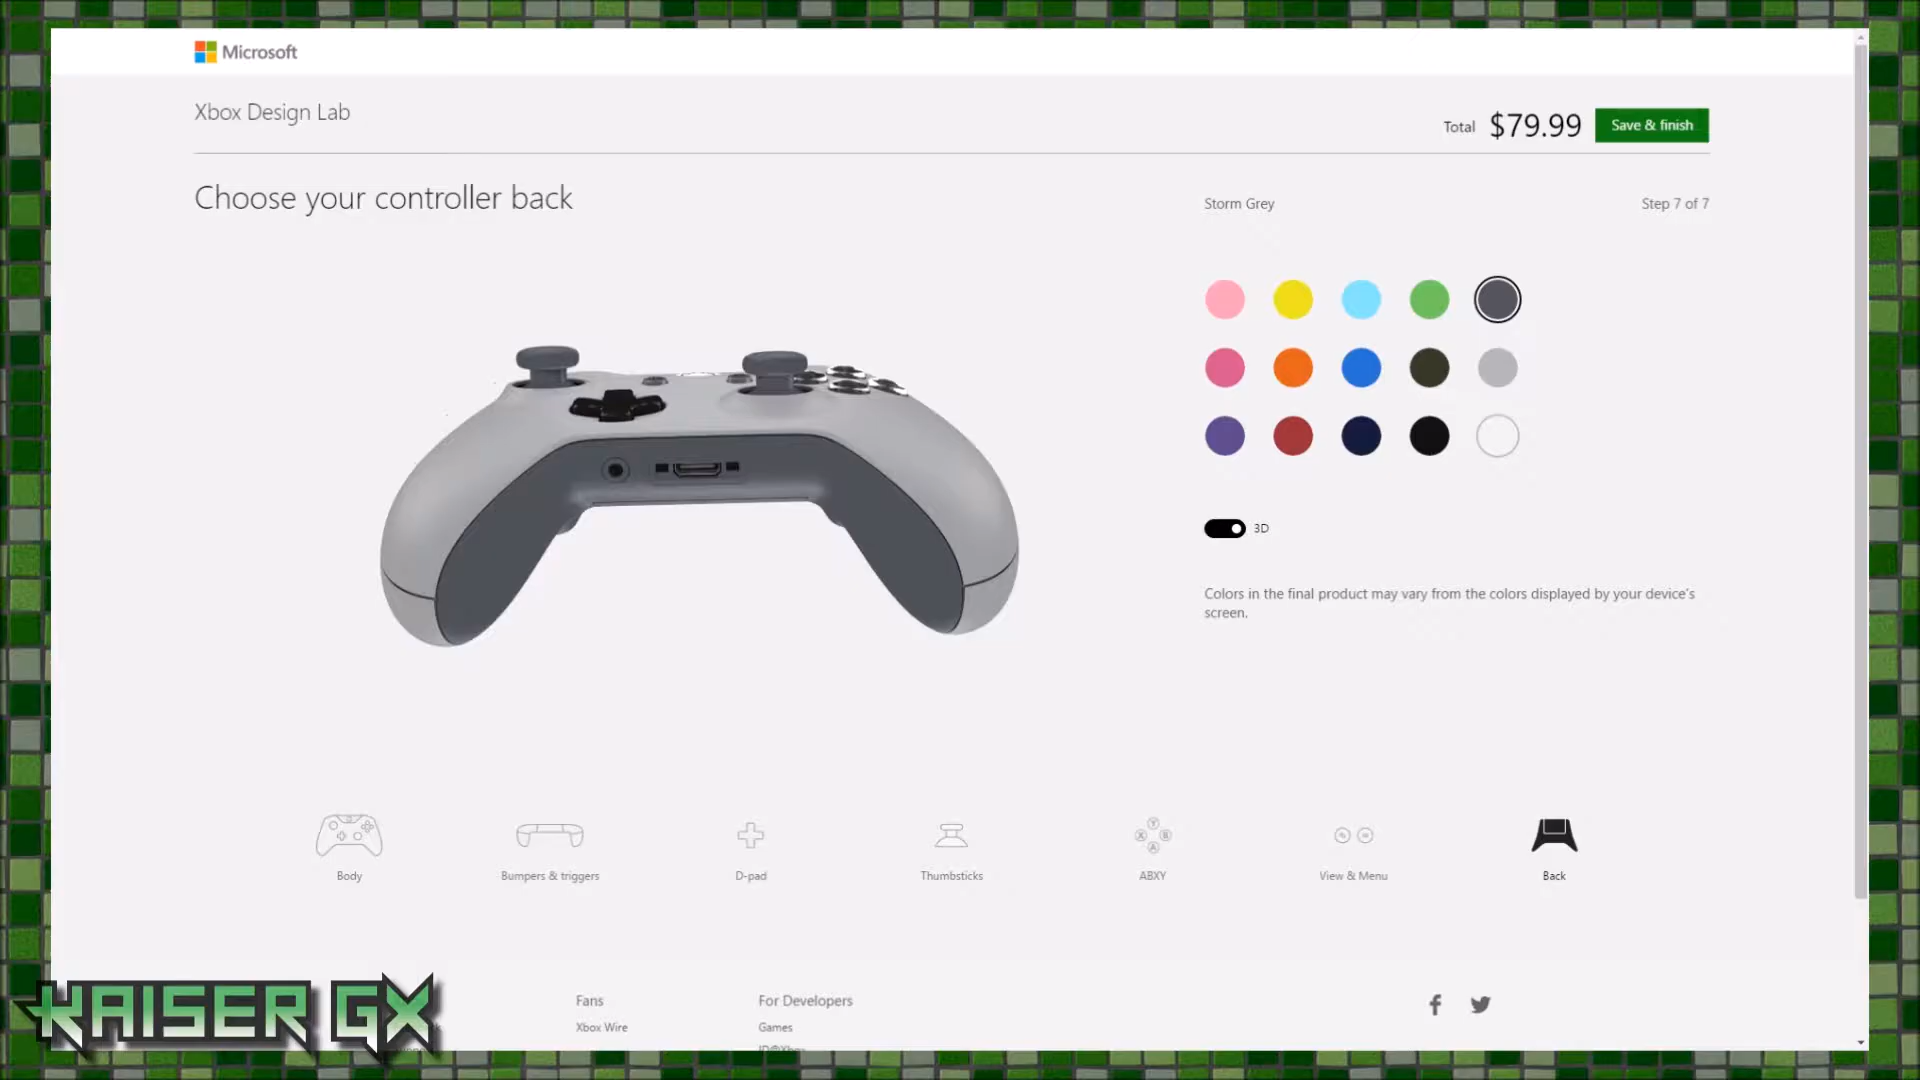 Microsoft
Xbox Design Lab
Total $79.99 Save & finish
Choose your controller back
Storm Grey
Step 7 of 7
3D
Colors in the final product may vary from the colors displayed by your device's
screen.
Body
Bumpers & triggers
D-pad
Thumbsticks
ABXY
View & Menu
Back
Fans
For Developers
Xbox Wire
Games
ID@Xbox
KAISER GX